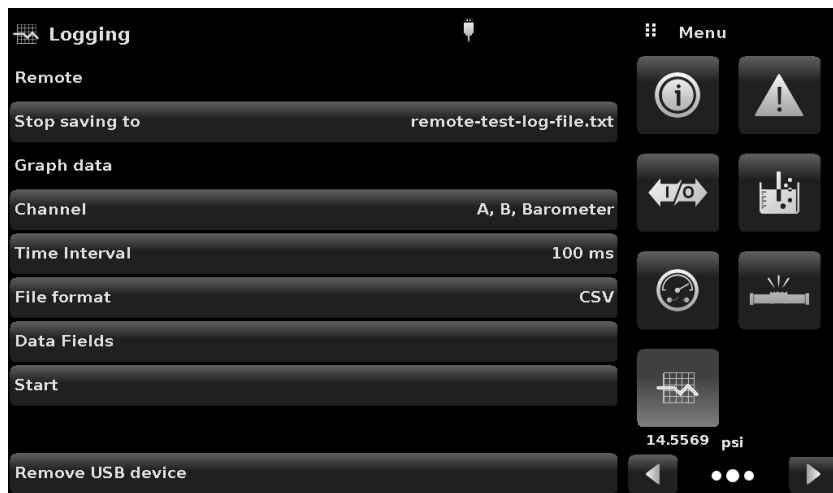 Logging
Menu
Remote
Stop saving to remote-test-log-file.txt
Graph data
Channel A, B, Barometer
I/O
Time Interval 100 ms
File format CSV
Data Fields
Start
14.5569 psi
Remove USB device